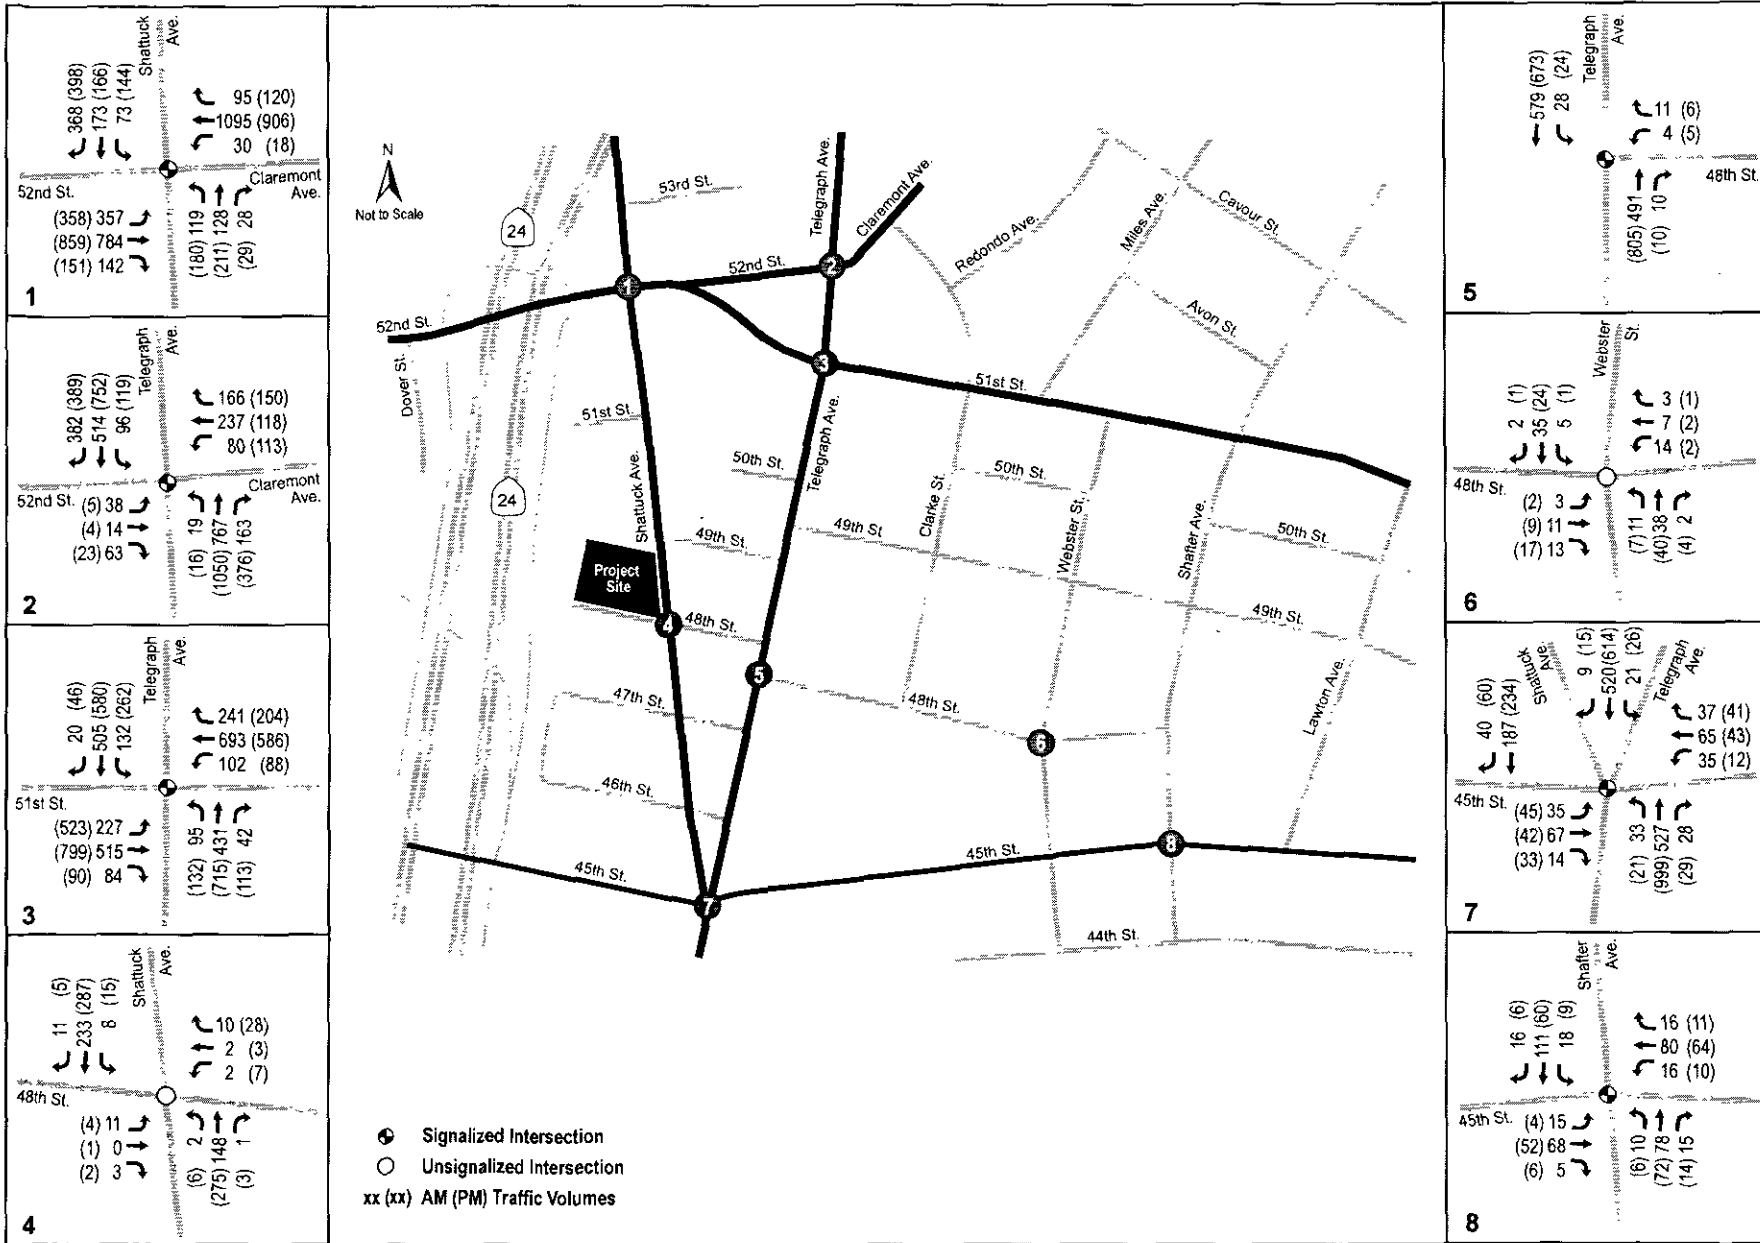 Shattuck Ave.
368 (398)
173 (166)
73 (144)
95 (120)
1095 (906)
30 (18)
52nd St.
Claremont Ave.
(358) 357
(859) 784
(151) 142
(180) 119
(211) 128
(29) 28
1
Telegraph Ave.
382 (389)
514 (752)
96 (119)
166 (150)
237 (118)
80 (113)
52nd St.
Claremont Ave.
(5) 38
(4) 14
(23) 63
(16) 19
(1050) 767
(376) 163
2
Telegraph Ave.
20 (46)
505 (580)
132 (262)
241 (204)
693 (586)
102 (88)
51st St.
(523) 227
(799) 515
(90) 84
(132) 95
(715) 431
(113) 42
3
Shattuck Ave.
11 (5)
233 (287)
8 (15)
10 (28)
2 (3)
2 (7)
48th St.
(4) 11
(1) 0
(2) 3
(6) 2
(275) 148
(3) 1
4
N
Not to Scale
24
53rd St.
Telegraph Ave.
Claremont Ave.
Redondo Ave.
Miles Ave.
Cavour St.
52nd St.
1
2
52nd St.
Avon St.
3
Dover St.
51st St.
51st St.
Shattuck Ave.
Telegraph Ave.
50th St.
50th St.
24
Clarke St.
Webster St.
Shafter Ave.
49th St.
49th St
50th St.
Project
Site
4
48th St.
49th St.
5
47th St.
48th St.
6
Lawton Ave.
46th St.
45th St.
45th St.
8
7
44th St.
Signalized Intersection
Unsignalized Intersection
xx (xx) AM (PM) Traffic Volumes
Telegraph Ave.
579 (673)
28 (24)
11 (6)
4 (5)
48th St.
(805) 491
(10) 10
5
Webster St.
2 (1)
35 (24)
5 (1)
3 (1)
7 (2)
14 (2)
48th St.
(2) 3
(9) 11
(17) 13
(7) 11
(40) 38
(4) 2
6
Shattuck Ave.
Telegraph Ave.
40 (60)
187 (234)
9 (15)
520 (614)
21 (26)
37 (41)
65 (43)
35 (12)
45th St.
(45) 35
(42) 67
(33) 14
(21) 33
(999) 527
(29) 28
7
Shafter Ave.
16 (6)
111 (60)
18 (9)
16 (11)
80 (64)
16 (10)
45th St.
(4) 15
(52) 68
(6) 5
(6) 10
(72) 78
(14) 15
8